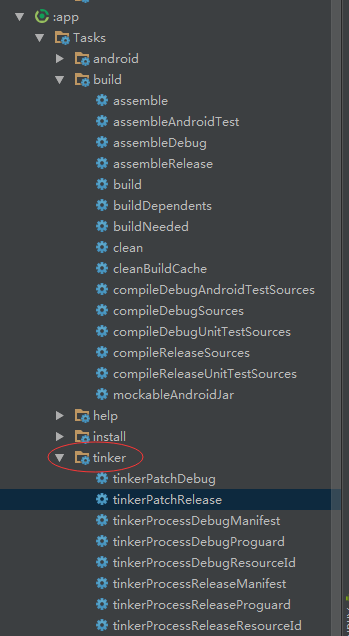 :app
Tasks
android
build
assemble
assembleAndroidTest
assembleDebug
assembleRelease
build
buildDependents
buildNeeded
clean
cleanBuildCache
compileDebugAndroidTestSources
compileDebugSources
compileDebugUnitTestSources
compileReleaseSources
compileReleaseUnitTestSources
mockableAndroidJar
help
install
tinker
tinkerPatchDebug
tinkerPatchRelease
tinkerProcessDebugManifest
tinkerProcessDebugProguard
tinkerProcessDebugResourceId
tinkerProcessReleaseManifest
tinkerProcessReleaseProguard
tinkerProcessReleaseResourceId